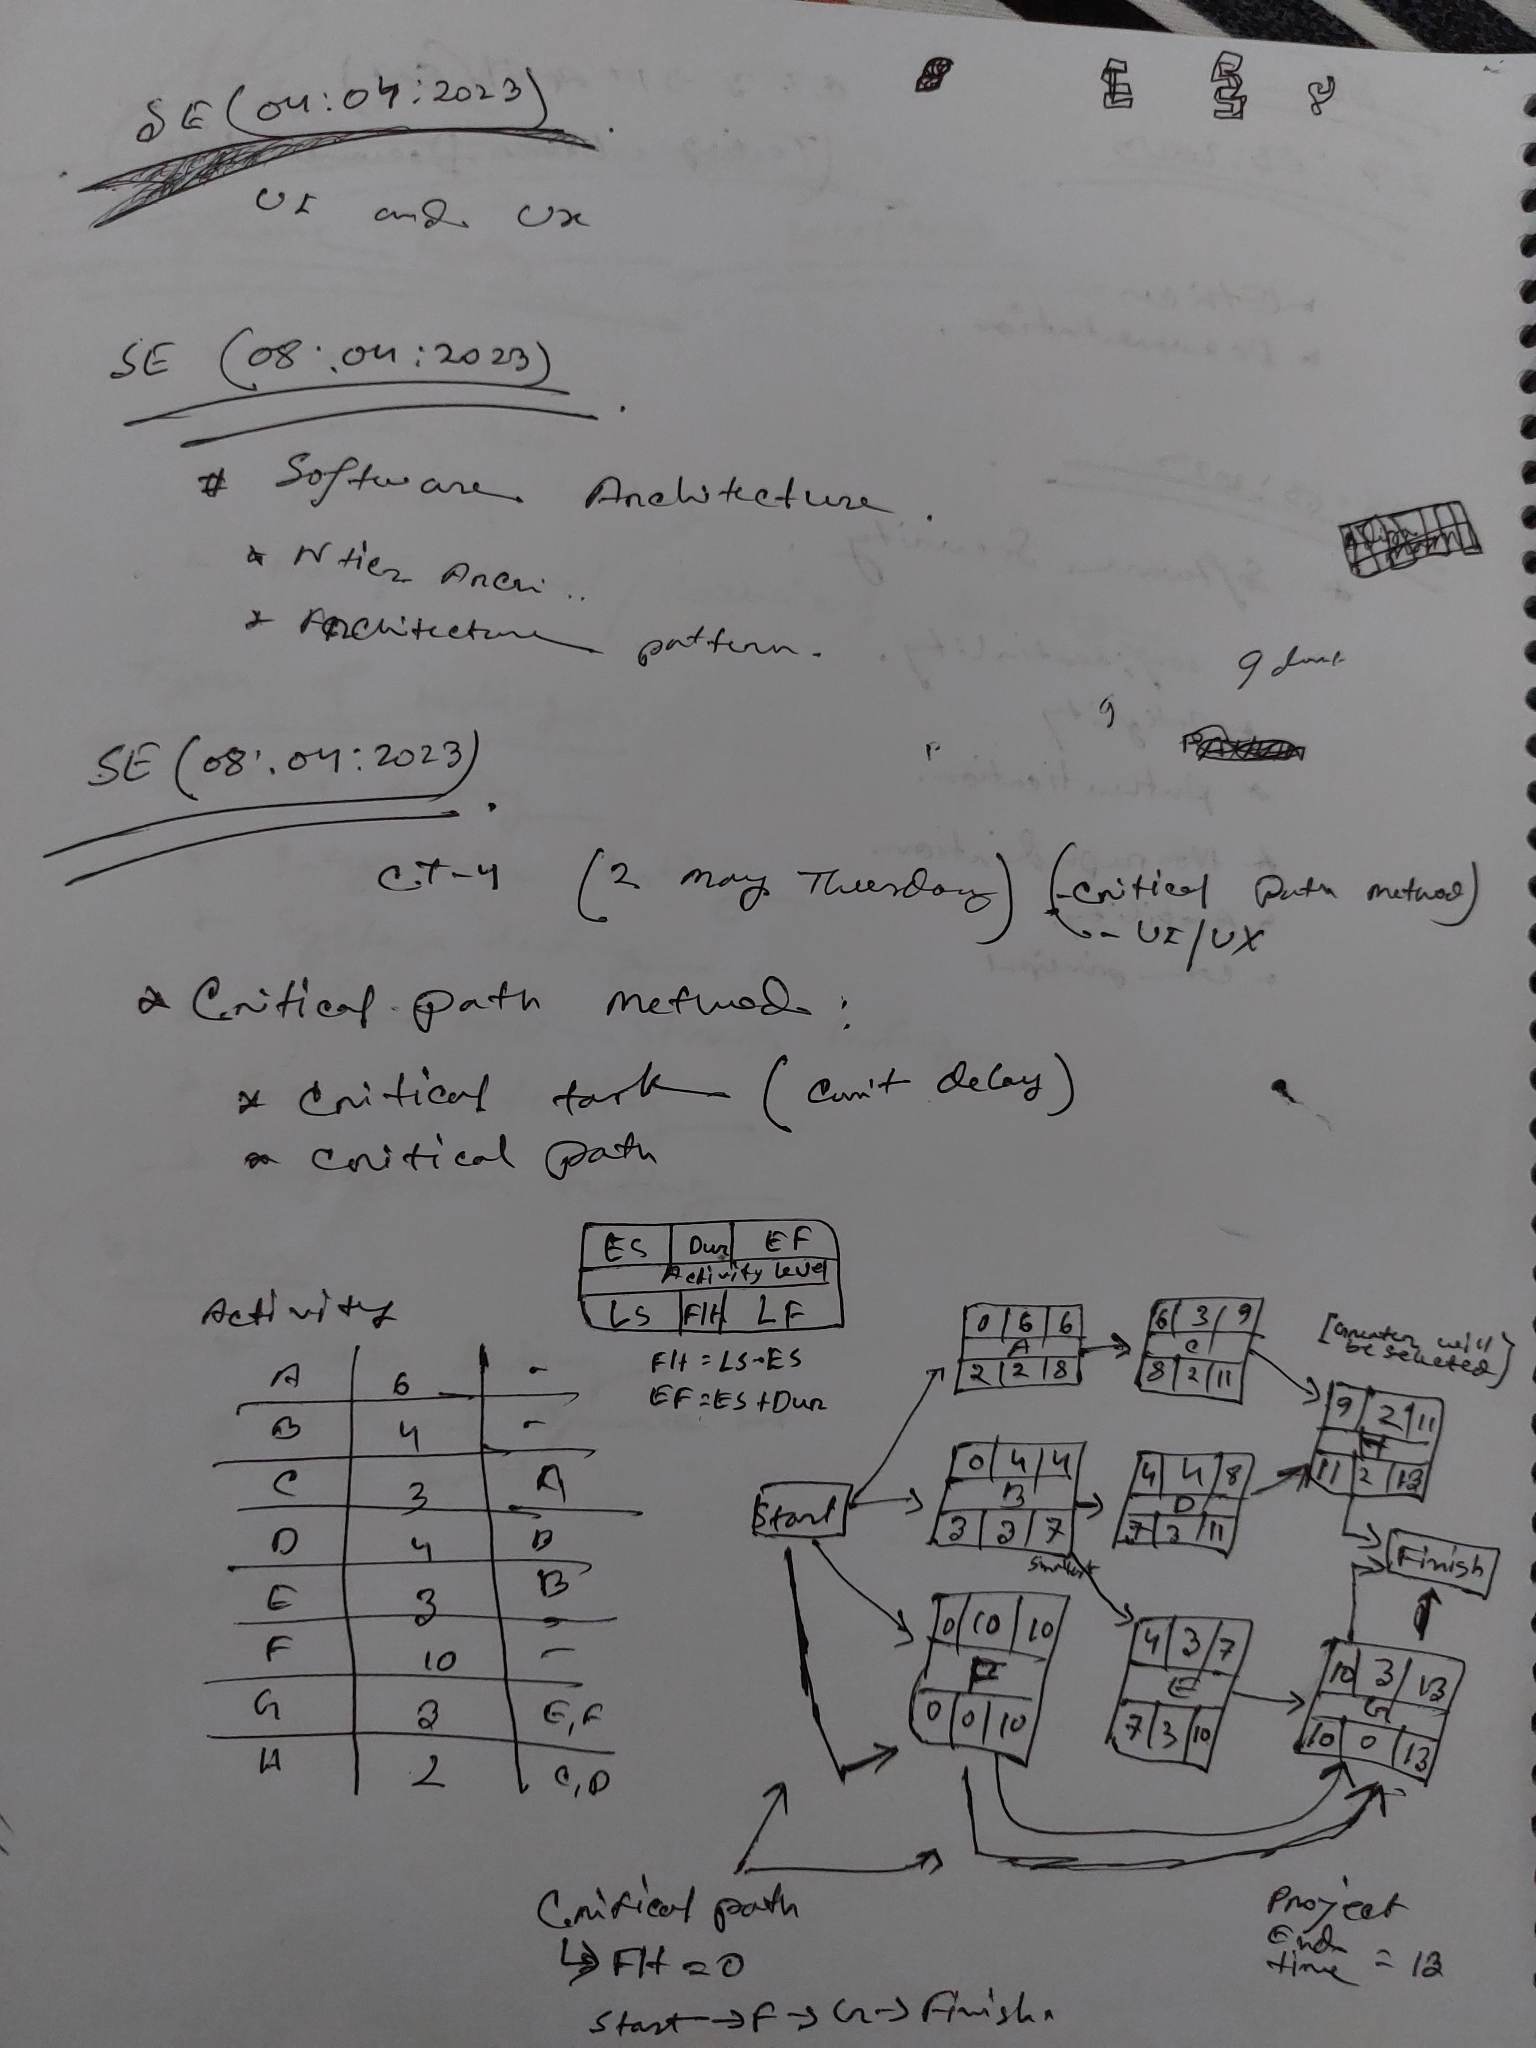 SE (04:04:2023)
UI and Ux
SE (08:04:2023)
# Software Architecture.
* N tier Archi..
* Architecture pattern.
9
SE (08:04:2023)
CT-4 (2 May Thuesday) (-Critical Path Method)
- UI/UX
* Critical path Method:
* Critical task (can't delay)
* Critical path
ES | Dur | EF
Activity level
LS | Flt | LF
Flt = LS-ES
EF = ES + Dur
Activity
A | 6 | -
B | 4 | -
C | 3 | A
D | 4 | B
E | 3 | B
F | 10 | -
G | 3 | E,F
H | 2 | C,D
Start
0 | 6 | 6
A
2 | 2 | 8
6 | 3 | 9
C
8 | 2 | 11
[Greater will be selected]
9 | 2 | 11
H
11 | 2 | 13
0 | 4 | 4
B
3 | 3 | 7
4 | 4 | 8
D
7 | 3 | 11
Finish
0 | 10 | 10
F
0 | 0 | 10
4 | 3 | 7
E
7 | 3 | 10
10 | 3 | 13
G
10 | 0 | 13
Critical path
↳ Flt = 0
Start → F → G → Finish.
Project
End
time = 13